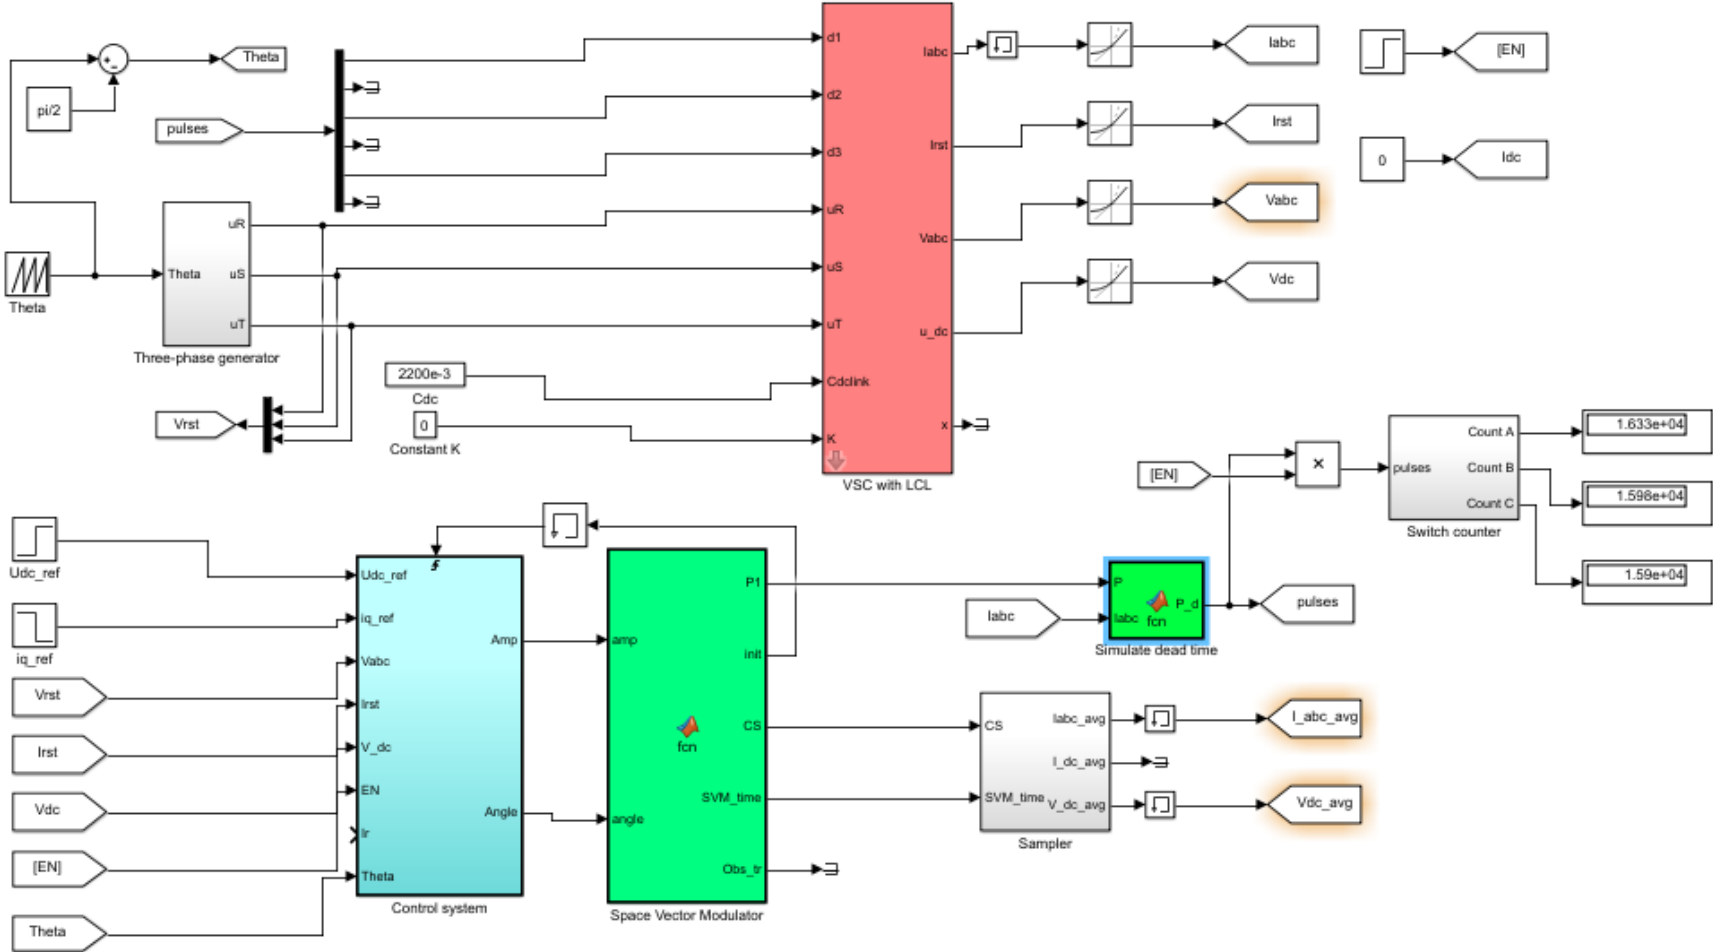 Theta
pi/2
pulses
Theta
Theta
uR
uS
uT
Three-phase generator
Vrst
2200e-3
Cdc
0
Constant K
d1
d2
d3
uR
uS
uT
Cdclink
K
Iabc
Irst
Vabc
u_dc
x
VSC with LCL
Iabc
Irst
Vabc
Vdc
[EN]
0
Idc
[EN]
×
pulses
Count A
Count B
Count C
Switch counter
1.633e+04
1.598e+04
1.59e+04
Udc_ref
iq_ref
Vrst
Irst
Vdc
[EN]
Theta
Udc_ref
iq_ref
Vabc
Irst
V_dc
EN
Ir
Theta
Amp
Angle
Control system
amp
angle
fcn
P1
init
CS
SVM_time
Obs_tr
Space Vector Modulator
Iabc
P
Iabc
fcn
P_d
Simulate dead time
pulses
CS
SVM_time
Iabc_avg
I_dc_avg
V_dc_avg
Sampler
I_abc_avg
Vdc_avg